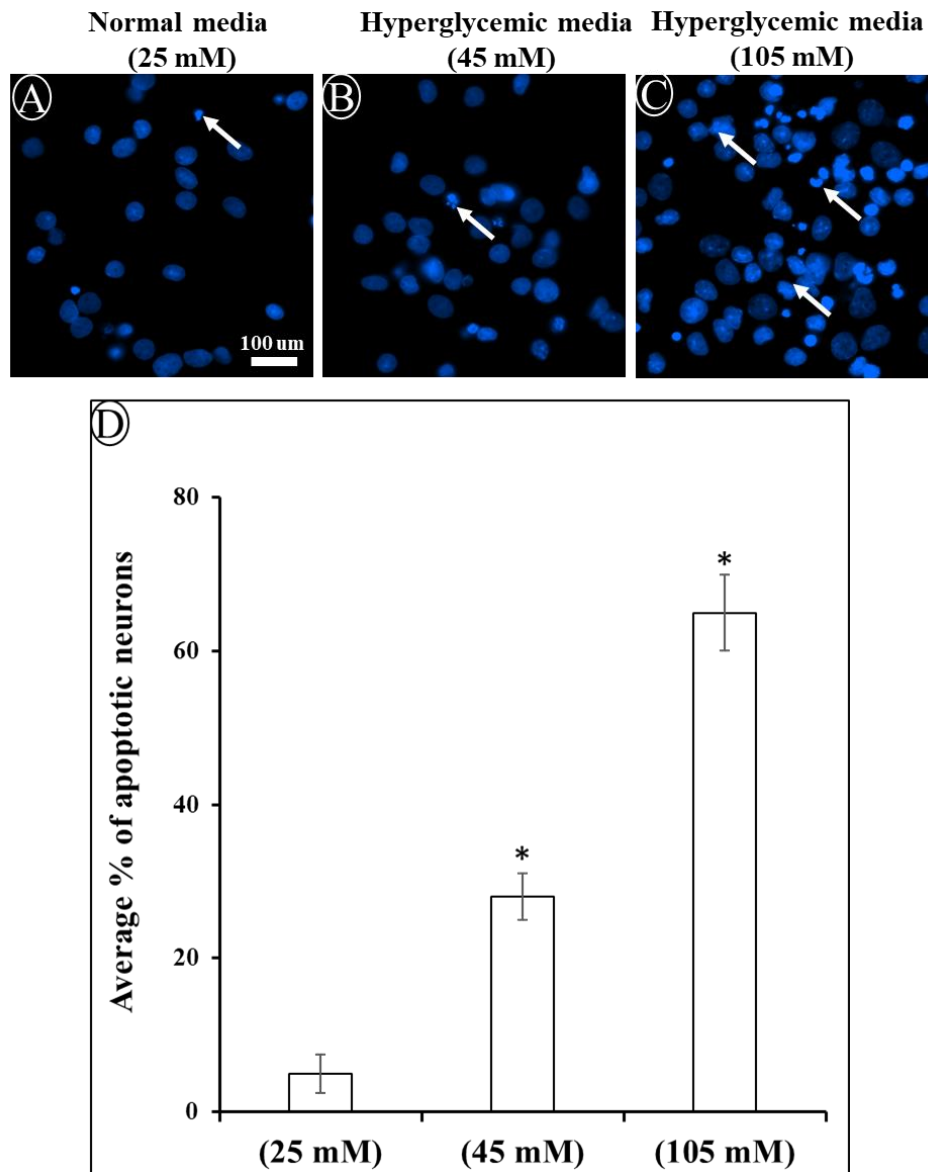 Normal media
(25 mM)
Hyperglycemic media
(45 mM)
Hyperglycemic media
(105 mM)
A
B
C
100 um
D
Average % of apoptotic neurons
80
60
40
20
0
*
*
(25 mM)
(45 mM)
(105 mM)